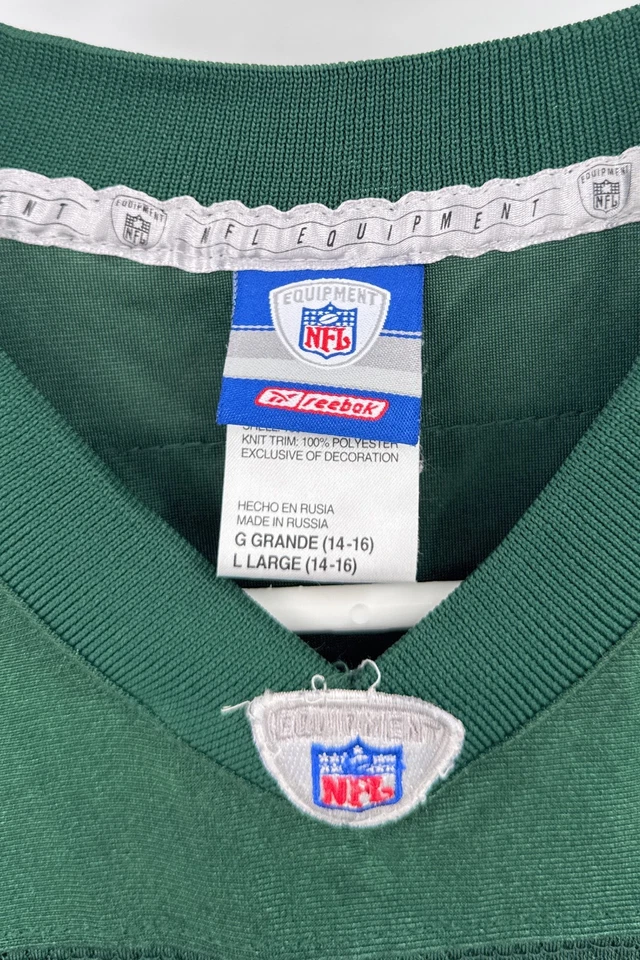 ENT
EQUIPMENT
NFL
NFL EQUIPMENT
EQUIPMENT
NFL
EQUIPMENT
NFL
Reebok
KNIT TRIM: 100% POLYESTER
EXCLUSIVE OF DECORATION
HECHO EN RUSIA
MADE IN RUSSIA
G GRANDE (14-16)
L LARGE (14-16)
EQUIPMENT
NFL